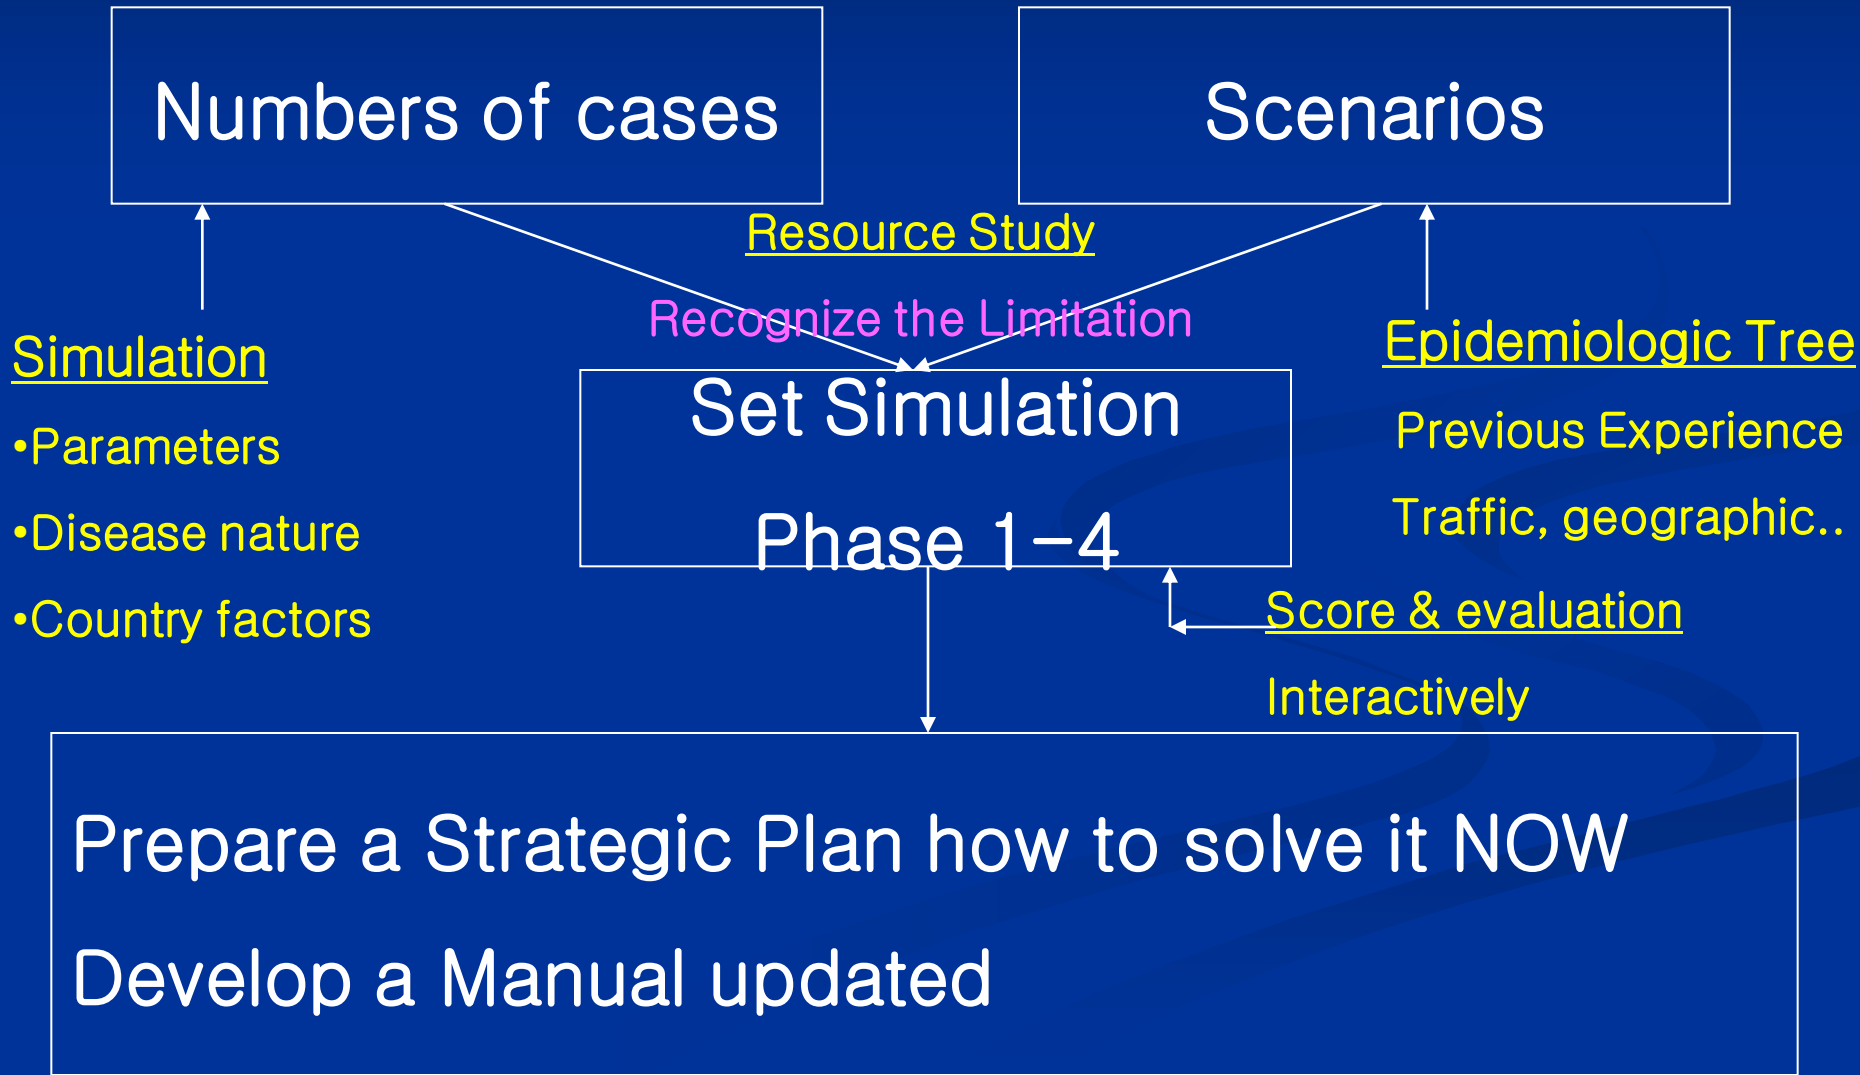 Numbers of cases
Scenarios
Resource Study
Recognize the Limitation
Simulation
•Parameters
•Disease nature
•Country factors
Epidemiologic Tree
Previous Experience
Traffic, geographic..
Set Simulation
Phase 1-4
Score & evaluation
Interactively
Prepare a Strategic Plan how to solve it NOW
Develop a Manual updated